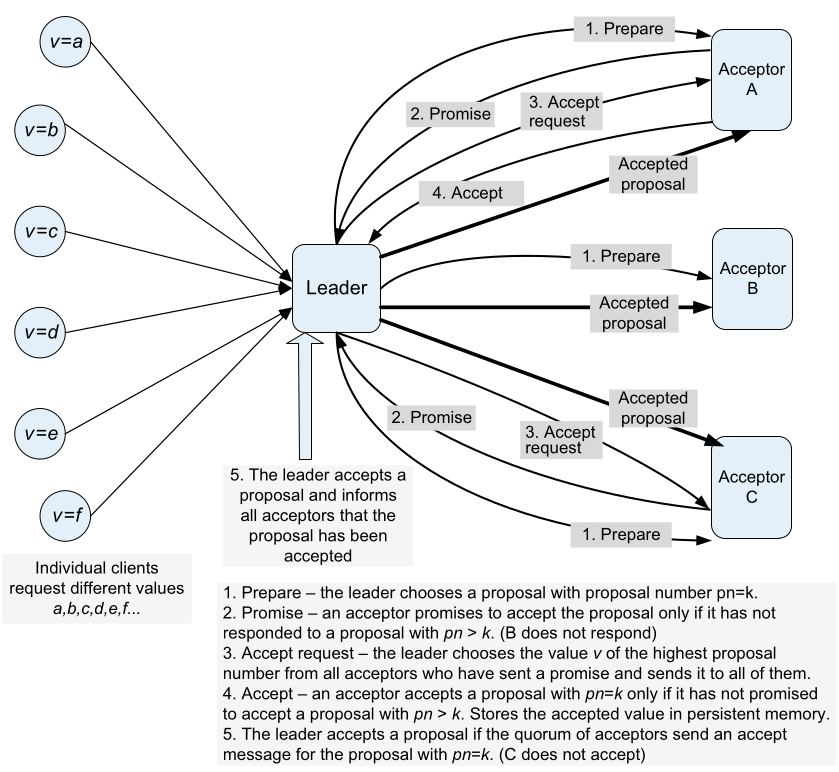 v=a
v=b
v=c
v=d
v=e
v=f
Individual clients
request different values
a,b,c,d,e,f...
Leader
1. Prepare
2. Promise
3. Accept
request
4. Accept
Accepted
proposal
Acceptor
A
1. Prepare
Accepted
proposal
Acceptor
B
Accepted
proposal
2. Promise
3. Accept
request
1. Prepare
Acceptor
C
5. The leader accepts a
proposal and informs
all acceptors that the
proposal has been
accepted
1. Prepare – the leader chooses a proposal with proposal number pn=k.
2. Promise – an acceptor promises to accept the proposal only if it has not
responded to a proposal with pn > k. (B does not respond)
3. Accept request – the leader chooses the value v of the highest proposal
number from all acceptors who have sent a promise and sends it to all of them.
4. Accept – an acceptor accepts a proposal with pn=k only if it has not promised
to accept a proposal with pn > k. Stores the accepted value in persistent memory.
5. The leader accepts a proposal if the quorum of acceptors send an accept
message for the proposal with pn=k. (C does not accept)